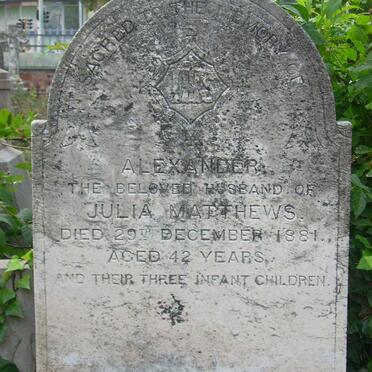 SACRED TO THE MEMORY OF
IHS
ALEXANDER
THE BELOVED HUSBAND OF
JULIA MATTHEWS.
DIED 29TH DECEMBER 1881.
AGED 42 YEARS.
AND THEIR THREE INFANT CHILDREN.